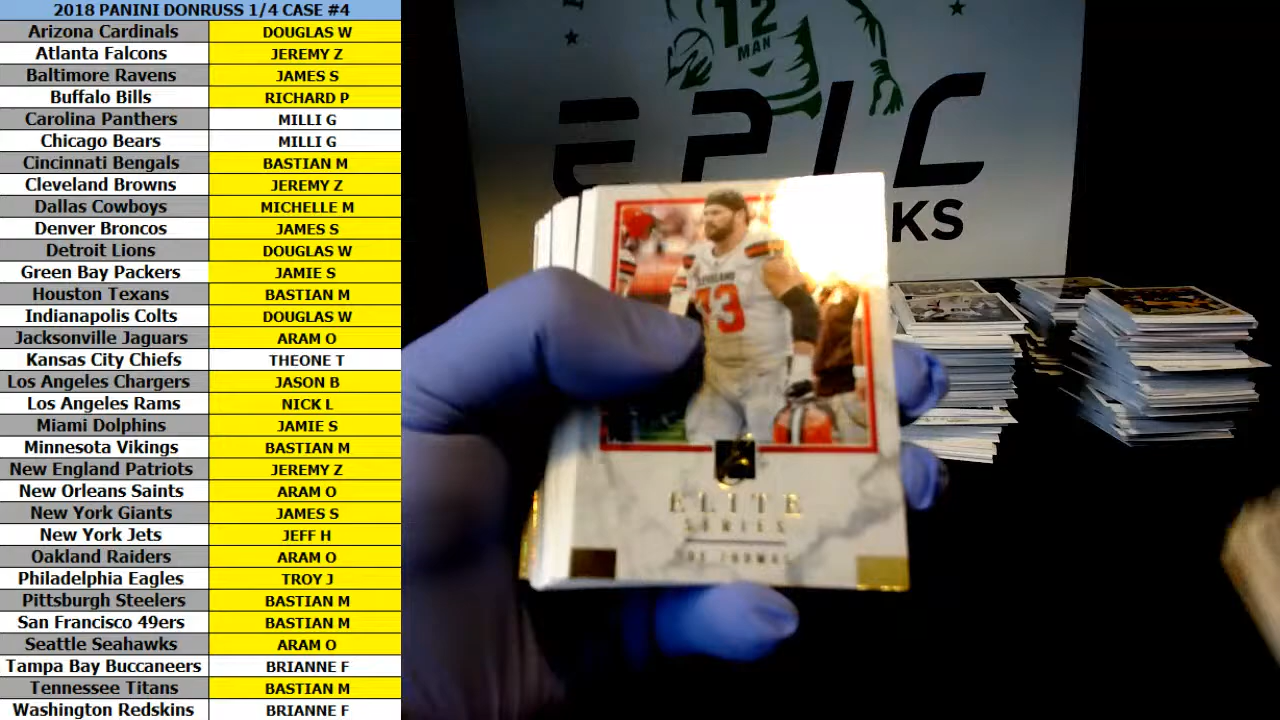 2018 PANINI DONRUSS 1/4 CASE #4
Arizona Cardinals DOUGLAS W
Atlanta Falcons JEREMY Z
Baltimore Ravens JAMES S
Buffalo Bills RICHARD P
Carolina Panthers MILLI G
Chicago Bears MILLI G
Cincinnati Bengals BASTIAN M
Cleveland Browns JEREMY Z
Dallas Cowboys MICHELLE M
Denver Broncos JAMES S
Detroit Lions DOUGLAS W
Green Bay Packers JAMIE S
Houston Texans BASTIAN M
Indianapolis Colts DOUGLAS W
Jacksonville Jaguars ARAM O
Kansas City Chiefs THEONE T
Los Angeles Chargers JASON B
Los Angeles Rams NICK L
Miami Dolphins JAMIE S
Minnesota Vikings BASTIAN M
New England Patriots JEREMY Z
New Orleans Saints ARAM O
New York Giants JAMES S
New York Jets JEFF H
Oakland Raiders ARAM O
Philadelphia Eagles TROY J
Pittsburgh Steelers BASTIAN M
San Francisco 49ers BASTIAN M
Seattle Seahawks ARAM O
Tampa Bay Buccaneers BRIANNE F
Tennessee Titans BASTIAN M
Washington Redskins BRIANNE F
12
MAN
EPIC
KS
CLEVELAND
73
ELITE
SERIES
JOE THOMAS